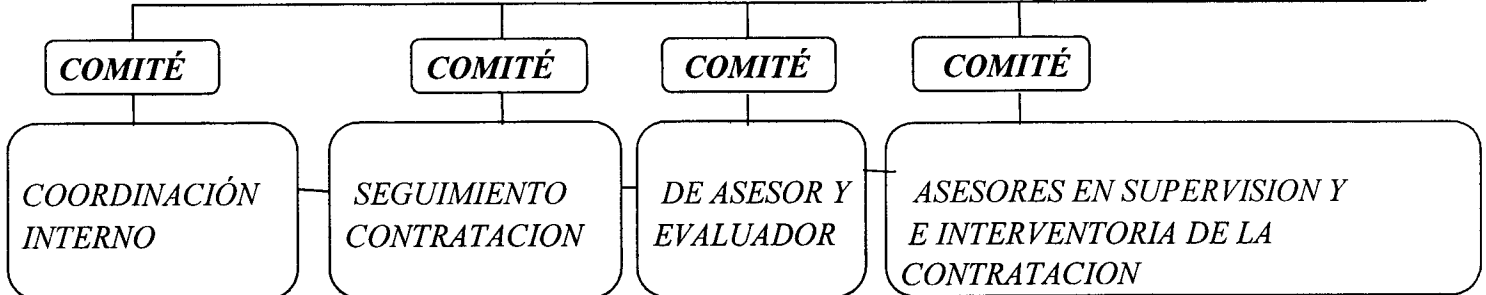 COMITÉ
COMITÉ
COMITÉ
COMITÉ
COORDINACIÓN
INTERNO
SEGUIMIENTO
CONTRATACION
DE ASESOR Y
EVALUADOR
ASESORES EN SUPERVISION Y
E INTERVENTORIA DE LA
CONTRATACION